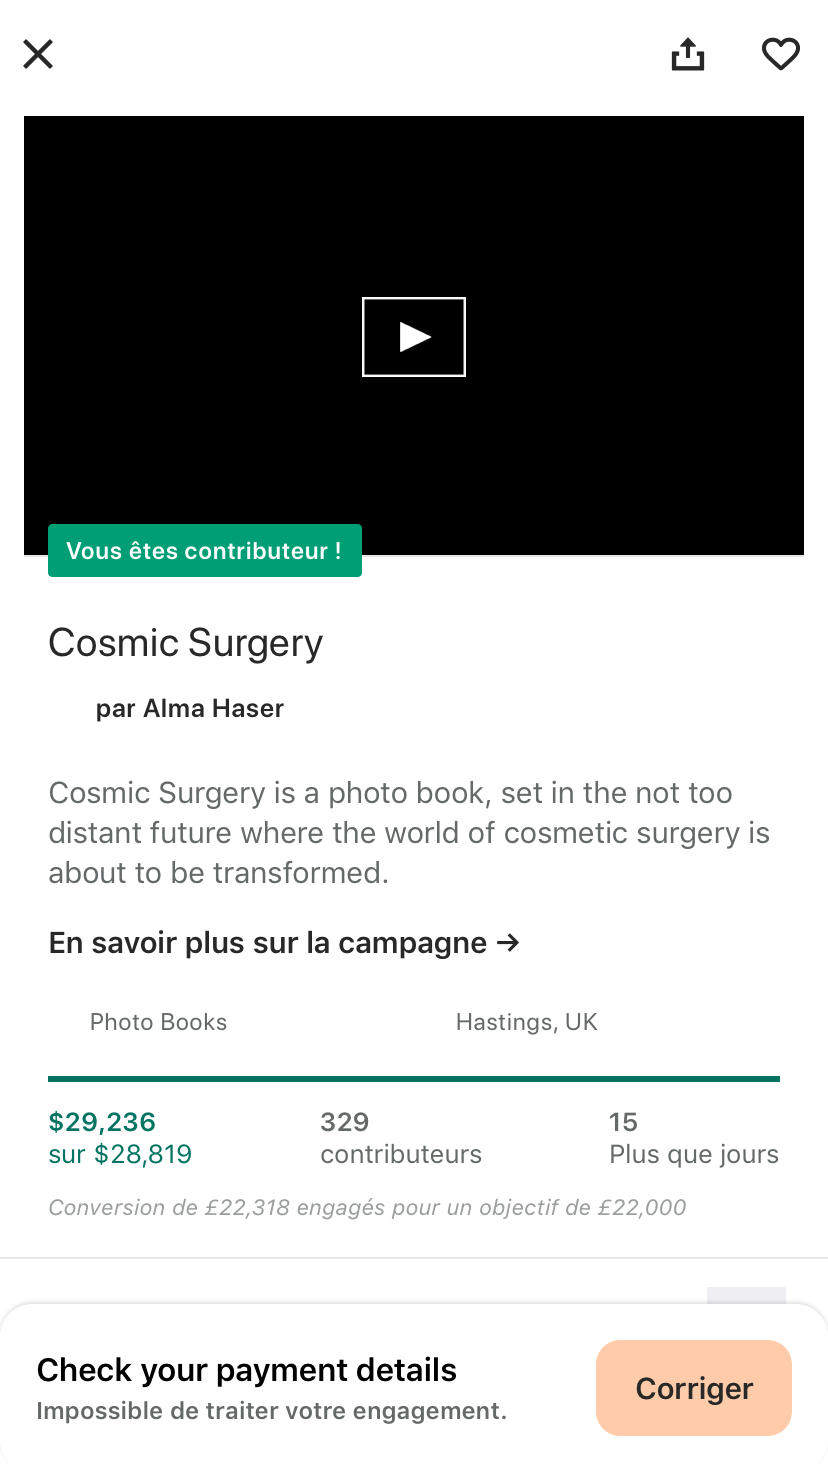 Vous êtes contributeur !
Cosmic Surgery
par Alma Haser
Cosmic Surgery is a photo book, set in the not too
distant future where the world of cosmetic surgery is
about to be transformed.
En savoir plus sur la campagne →
Photo Books
Hastings, UK
$29,236
sur $28,819
329
contributeurs
15
Plus que jours
Conversion de £22,318 engagés pour un objectif de £22,000
Check your payment details
Impossible de traiter votre engagement.
Corriger